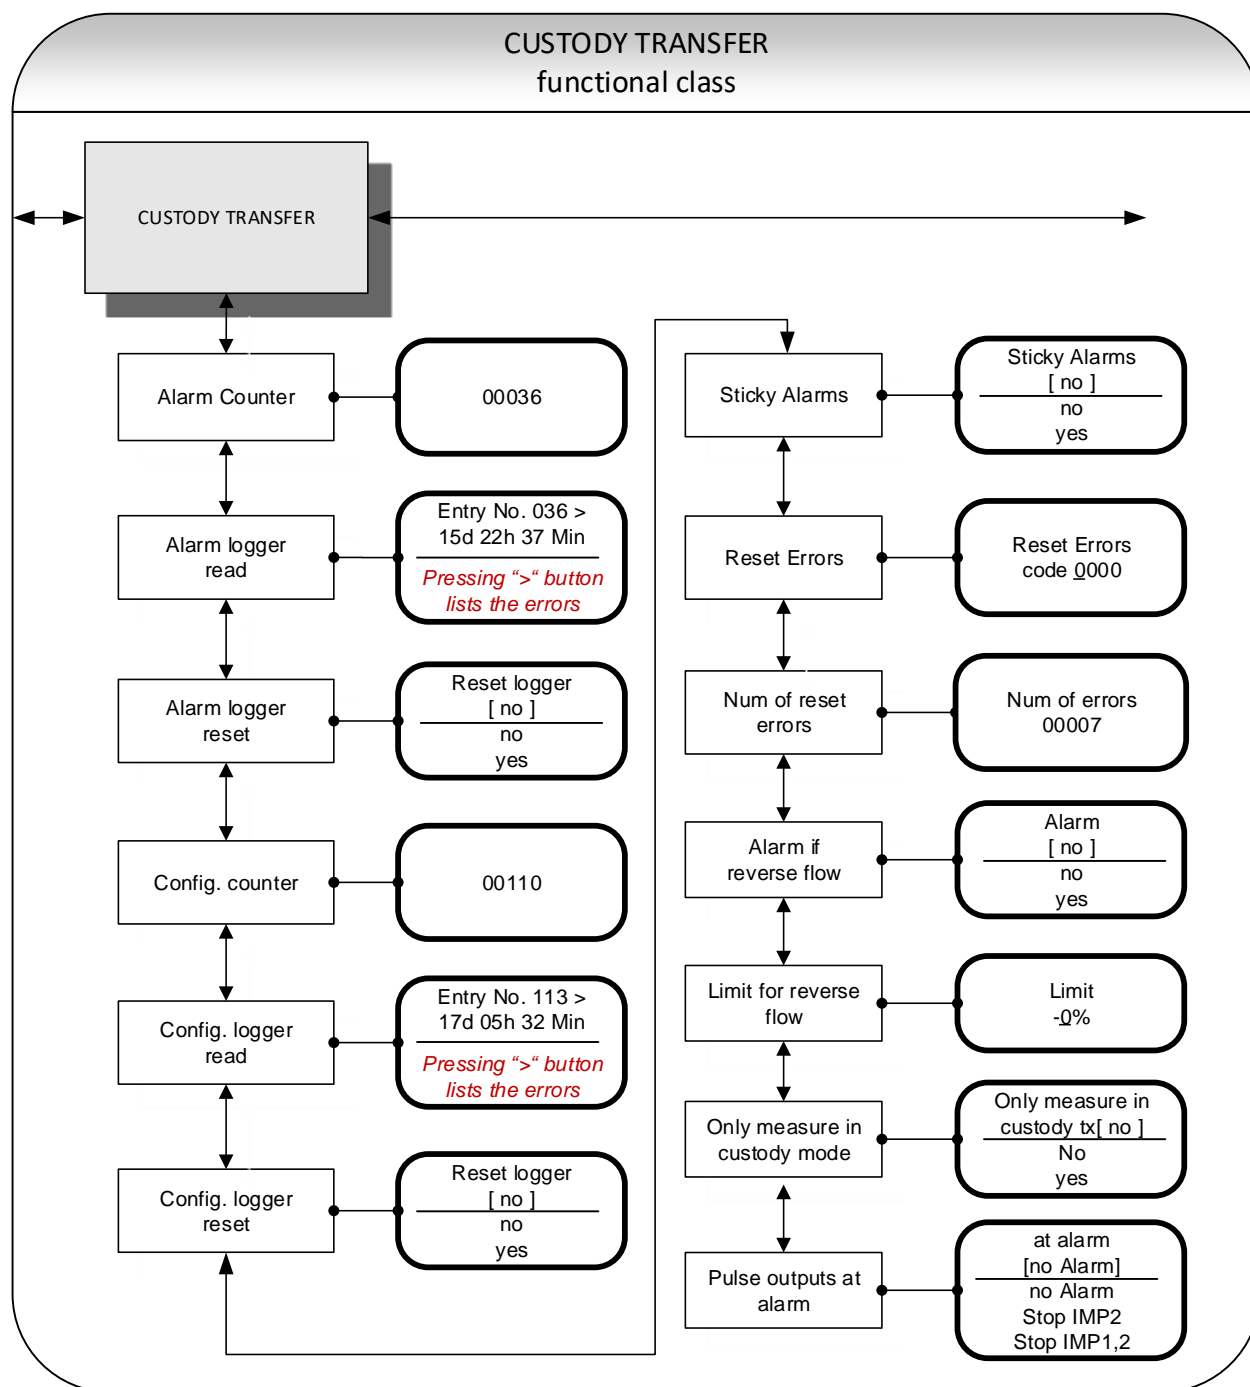 CUSTODY TRANSFER
functional class
CUSTODY TRANSFER
Alarm Counter
00036
Alarm logger
read
Entry No. 036 >
15d 22h 37 Min
Pressing “>“ button
lists the errors
Alarm logger
reset
Reset logger
[ no ]
no
yes
Config. counter
00110
Config. logger
read
Entry No. 113 >
17d 05h 32 Min
Pressing “>“ button
lists the errors
Config. logger
reset
Reset logger
[ no ]
no
yes
Sticky Alarms
Sticky Alarms
[ no ]
no
yes
Reset Errors
Reset Errors
code 0000
Num of reset
errors
Num of errors
00007
Alarm if
reverse flow
Alarm
[ no ]
no
yes
Limit for reverse
flow
Limit
-0%
Only measure in
custody mode
Only measure in
custody tx[ no ]
No
yes
Pulse outputs at
alarm
at alarm
[no Alarm]
no Alarm
Stop IMP2
Stop IMP1,2